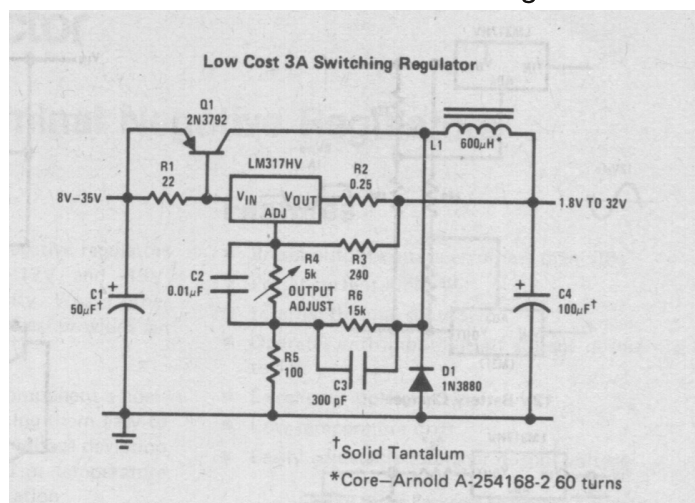 Low Cost 3A Switching Regulator
Q1
2N3792
L1
600μH*
R1
22
LM317HV
R2
0.25
8V–35V
VIN
VOUT
ADJ
1.8V TO 32V
R3
240
R4
5k
OUTPUT
ADJUST
C2
0.01μF
R6
15k
C1
50μF†
+
C4
100μF†
+
R5
100
C3
300 pF
D1
1N3880
†Solid Tantalum
*Core–Arnold A-254168-2 60 turns